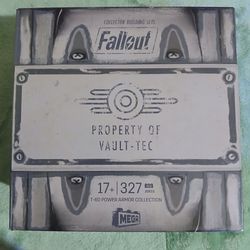 COLLECTOR BUILDING SETS
Fallout
PROPERTY OF
VAULT-TEC
17+ 327
T-60 POWER ARMOR COLLECTION
MEGA